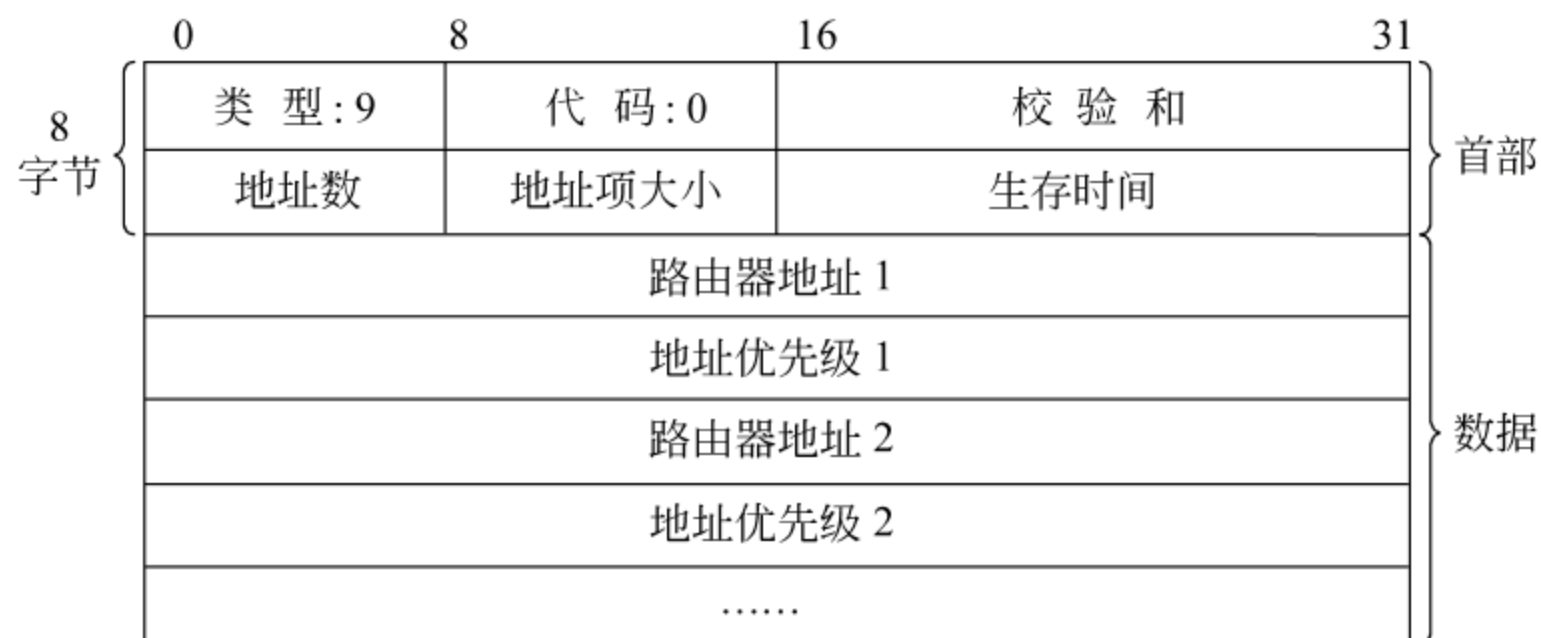 0 8 16 31
类 型：9 代 码：0 校 验 和
8
字节
首部
地址数 地址项大小 生存时间
路由器地址 1
地址优先级 1
路由器地址 2
数据
地址优先级 2
……